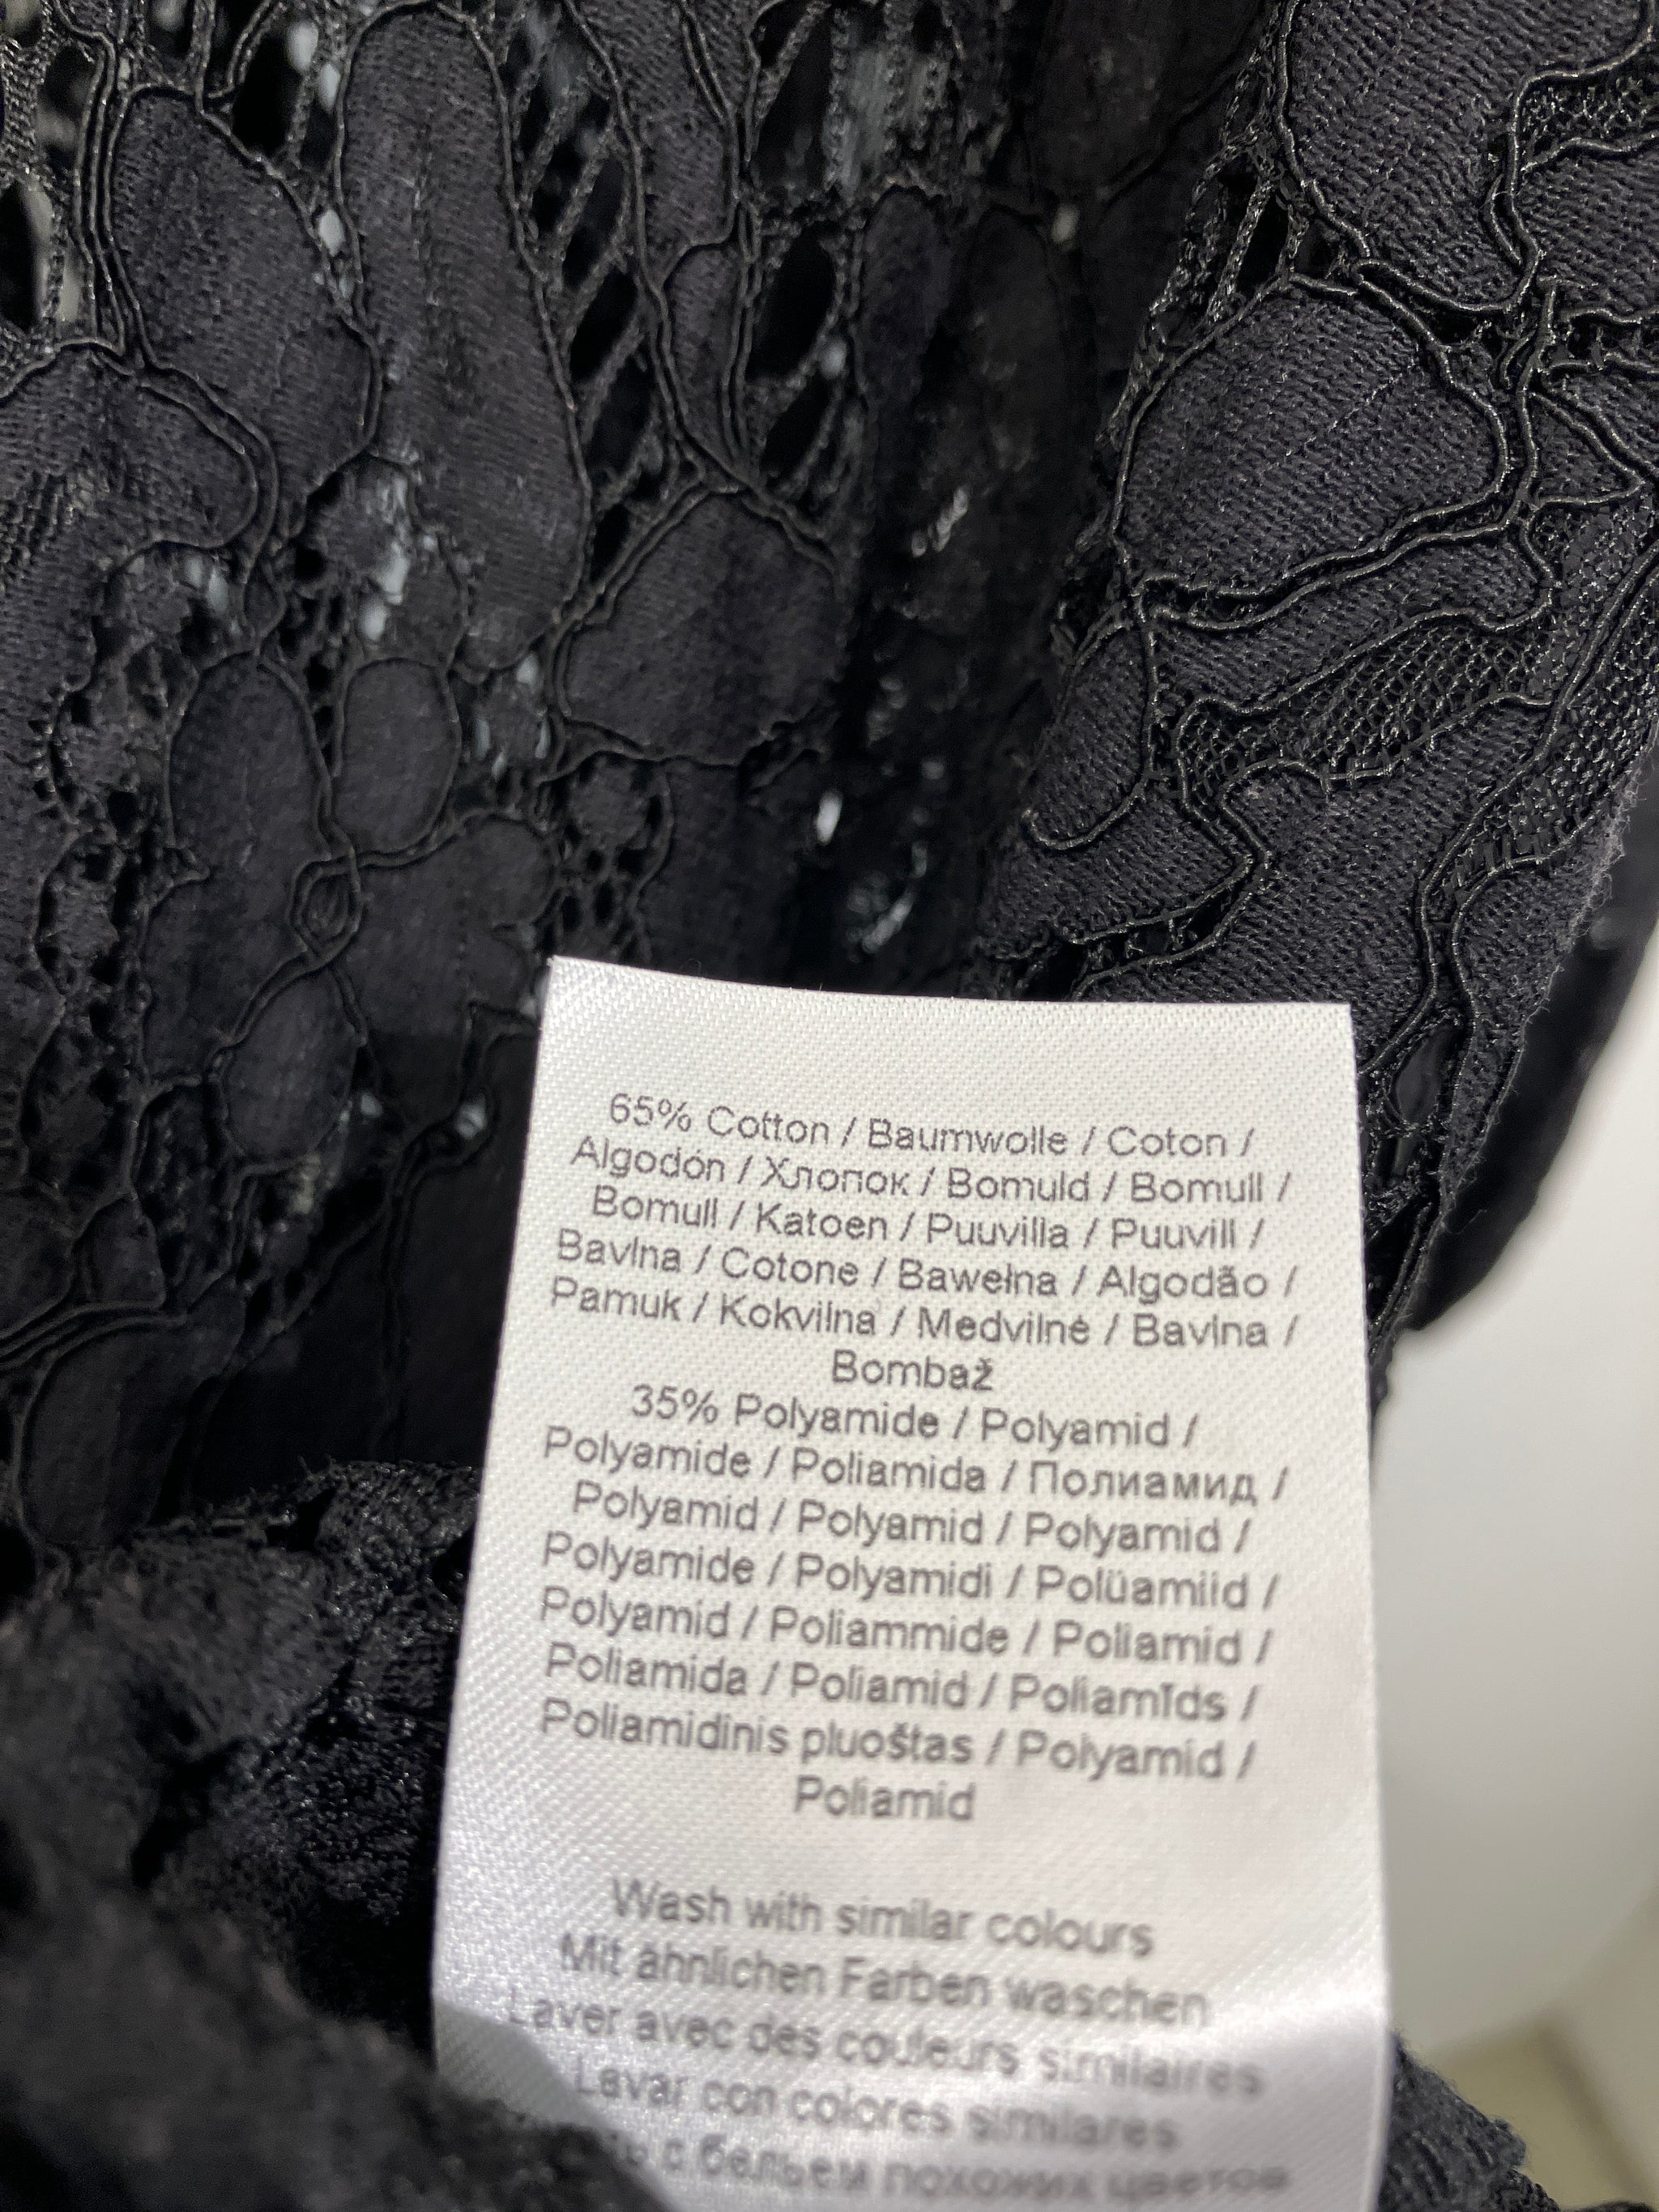 65% Cotton / Baumwolle / Coton /
Algodón / Хлопок / Bomuld / Bomull /
Bomull / Katoen / Puuvilla / Puuvill /
Bavlna / Cotone / Bawełna / Algodão /
Pamuk / Kokvilna / Medvilnė / Bavlna /
Bombaž
35% Polyamide / Polyamid /
Polyamide / Poliamida / Полиамид /
Polyamid / Polyamid / Polyamid /
Polyamide / Polyamidi / Polüamiid /
Polyamid / Poliammide / Poliamid /
Poliamida / Poliamid / Poliamīds /
Poliamidinis pluoštas / Polyamid /
Poliamid
Wash with similar colours
Mit ähnlichen Farben waschen
Laver avec des couleurs similaires
Lavar con colores similares
с бельем похожих цветов